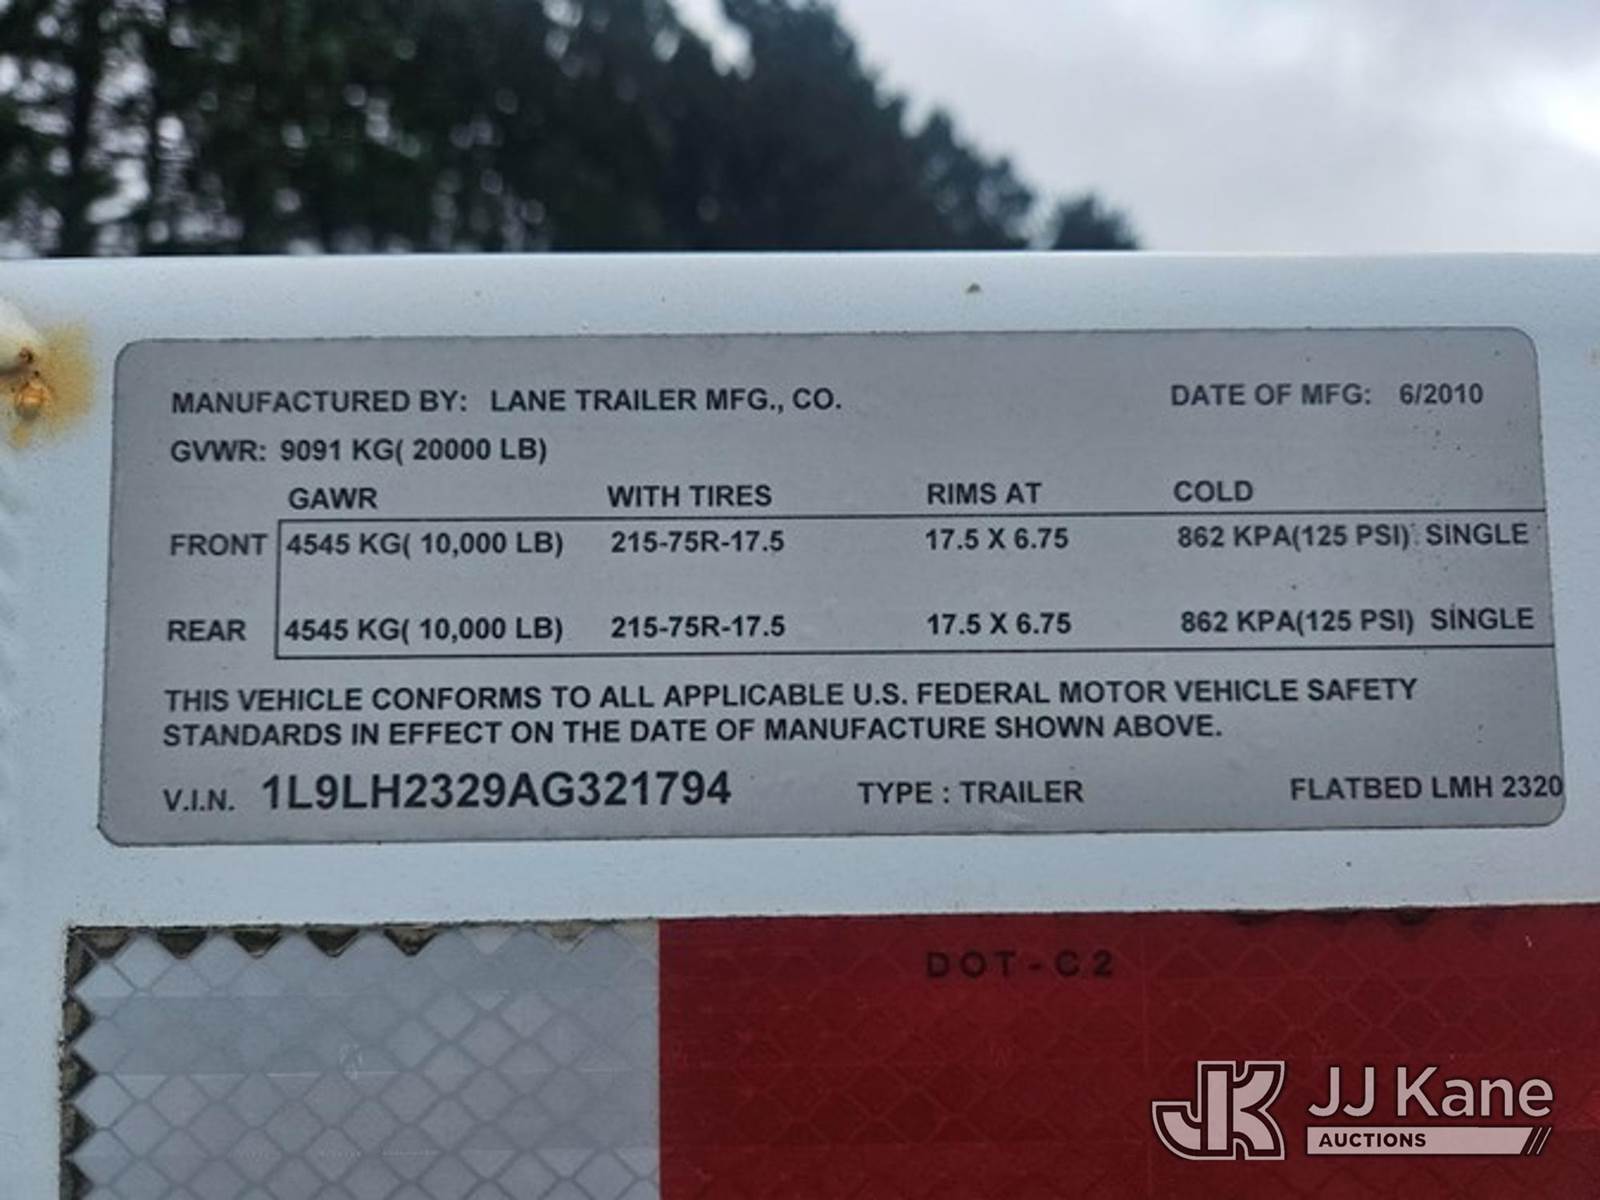 MANUFACTURED BY: LANE TRAILER MFG., CO. DATE OF MFG: 6/2010
GVWR: 9091 KG( 20000 LB)
GAWR WITH TIRES RIMS AT COLD
FRONT 4545 KG( 10,000 LB) 215-75R-17.5 17.5 X 6.75 862 KPA(125 PSI) SINGLE
REAR 4545 KG( 10,000 LB) 215-75R-17.5 17.5 X 6.75 862 KPA(125 PSI) SINGLE
THIS VEHICLE CONFORMS TO ALL APPLICABLE U.S. FEDERAL MOTOR VEHICLE SAFETY
STANDARDS IN EFFECT ON THE DATE OF MANUFACTURE SHOWN ABOVE.
V.I.N. 1L9LH2329AG321794 TYPE : TRAILER FLATBED LMH 2320
DOT-C2
JK JJ Kane
AUCTIONS